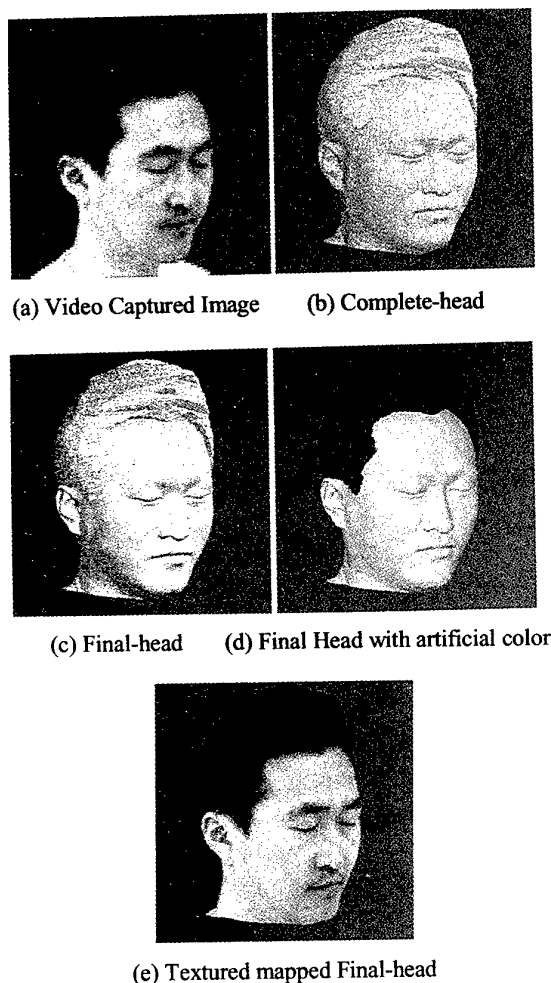 (a) Video Captured Image
(b) Complete-head
(c) Final-head
(d) Final Head with artificial color
(e) Textured mapped Final-head